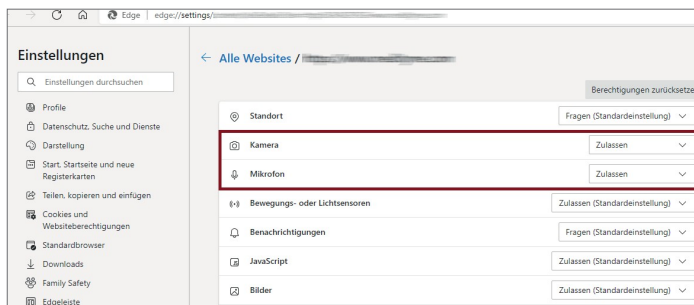 Edge edge://settings/
Einstellungen
Einstellungen durchsuchen
Profile
Datenschutz, Suche und Dienste
Darstellung
Start, Startseite und neue
Registerkarten
Teilen, kopieren und einfügen
Cookies und
Websiteberechtigungen
Standardbrowser
Downloads
Family Safety
Edgeleiste
Alle Websites /
Berechtigungen zurücksetze
Standort Fragen (Standardeinstellung)
Kamera Zulassen
Mikrofon Zulassen
Bewegungs- oder Lichtsensoren Zulassen (Standardeinstellung)
Benachrichtigungen Fragen (Standardeinstellung)
JavaScript Zulassen (Standardeinstellung)
Bilder Zulassen (Standardeinstellung)